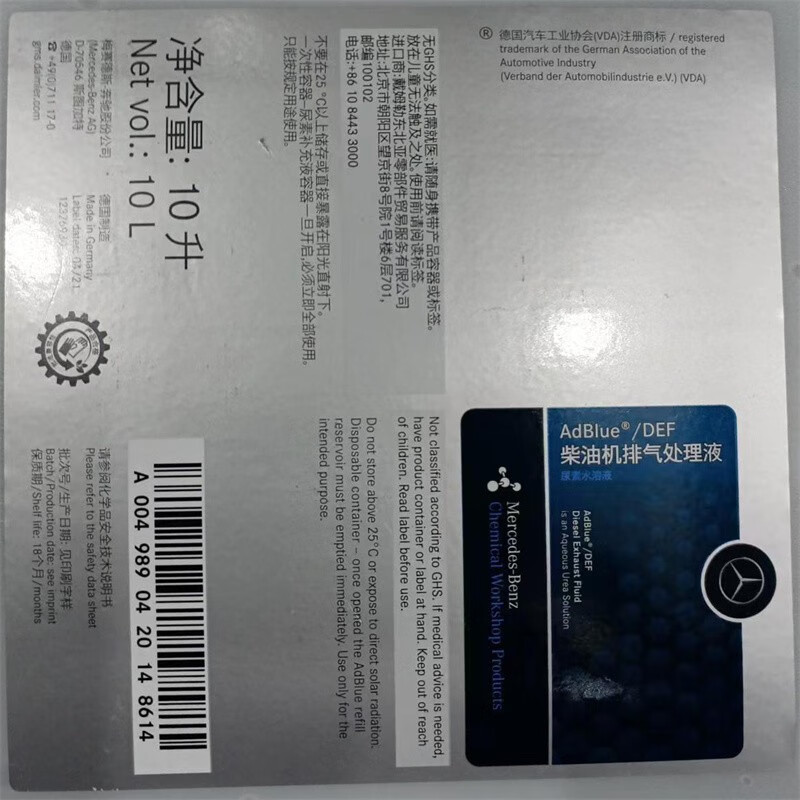 ® 德国汽车工业协会(VDA)注册商标 / registered
trademark of the German Association of the
Automotive Industry
(Verband der Automobilindustrie e.V.) (VDA)
AdBlue®/DEF
柴油机排气处理液
尿素水溶液
AdBlue®/DEF
Diesel Exhaust Fluid
is an Aqueous Urea Solution
Mercedes-Benz
Chemical Workshop Products
无GHS分类。如需就医:请随身携带产品容器或标签。
放在儿童无法触及之处。使用前请阅读标签。
进口商:戴姆勒东北亚零部件贸易服务有限公司
地址:北京市朝阳区望京街8号院1号楼6层701,
邮编:100102
电话:+86 10 8443 3000
Not classified according to GHS. If medical advice is needed,
have product container or label at hand. Keep out of reach
of children. Read label before use.
不要在25 °C以上储存或直接暴露在阳光直射下。
一次性容器–尿素补充液容器一旦开启,必须立即全部使用。
只能按规定用途使用。
Do not store above 25°C or expose to direct solar radiation.
Disposable container – once opened the AdBlue refill
reservoir must be emptied immediately. Use only for the
intended purpose.
净含量: 10 升
Net vol.: 10 L
A 004 989 04 20 14 8614
梅赛德斯-奔驰股份公司
(Mercedes-Benz AG)
D-70546 斯图加特
德国
☎ +49(0)711 17-0
gms.daimler.com
德国制造
Made in Germany
Label date: 03/21
请参阅化学品安全技术说明书
Please refer to the safety data sheet
批次号/生产日期: 见印刷字样
Batch/Production date: see imprint
保质期/Shelf life: 18个月/months